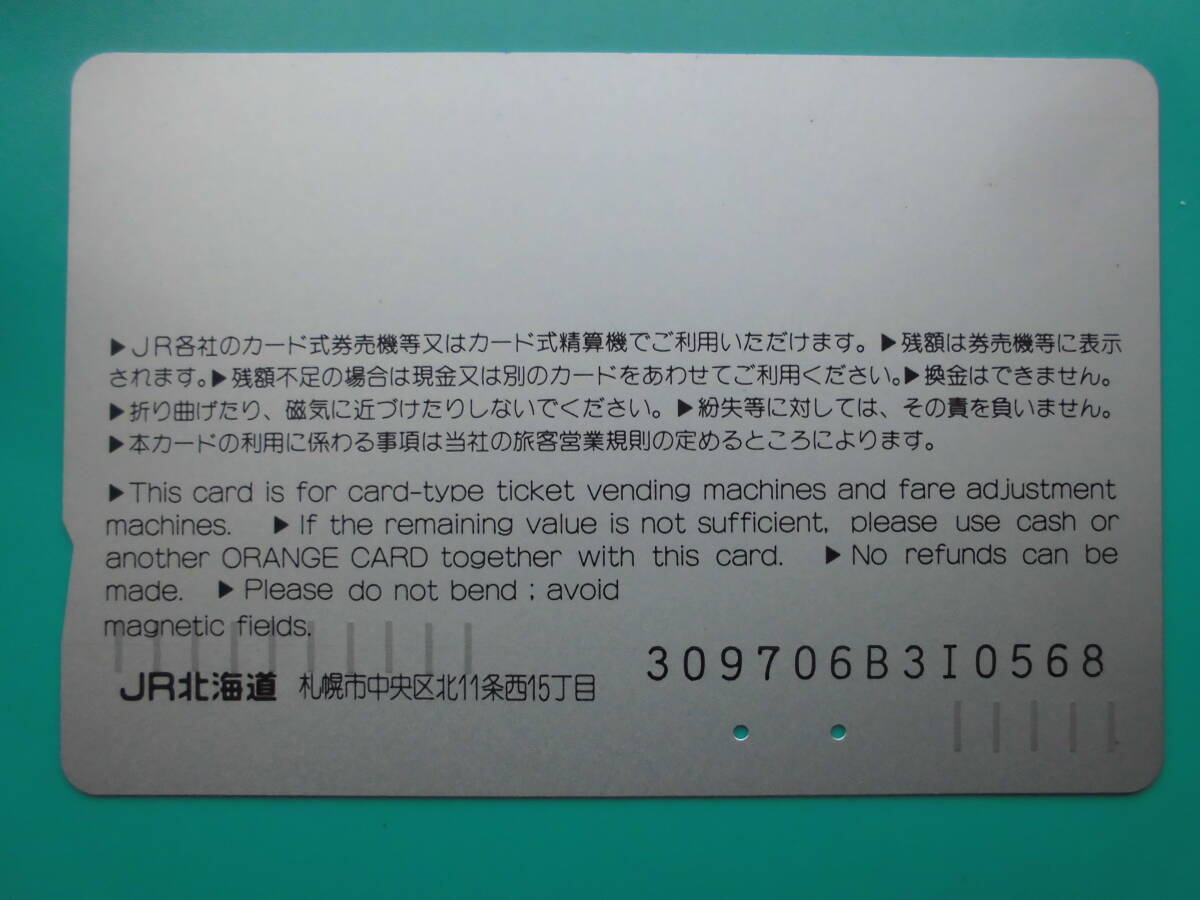 ▶JR各社のカード式券売機等又はカード式精算機でご利用いただけます。▶残額は券売機等に表示
されます。▶残額不足の場合は現金又は別のカードをあわせてご利用ください。▶換金はできません。
▶折り曲げたり、磁気に近づけたりしないでください。▶紛失等に対しては、その責を負いません。
▶本カードの利用に係わる事項は当社の旅客営業規則の定めるところによります。
▶This card is for card-type ticket vending machines and fare adjustment
machines. ▶If the remaining value is not sufficient, please use cash or
another ORANGE CARD together with this card. ▶No refunds can be
made. ▶Please do not bend ; avoid
magnetic fields.
309706B3I0568
JR北海道 札幌市中央区北11条西15丁目